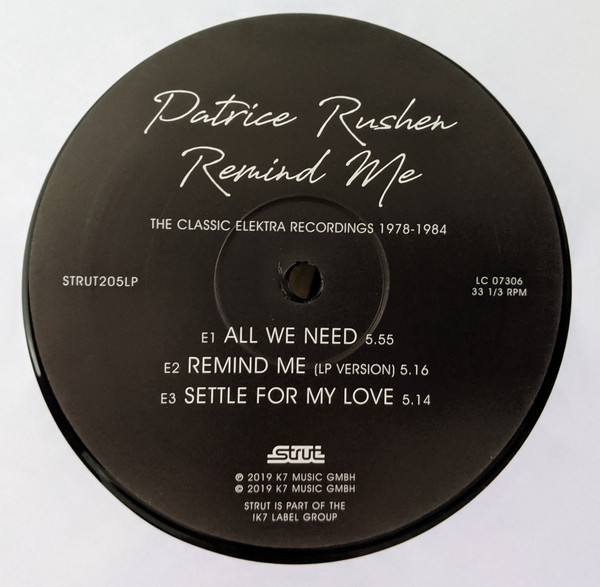 Patrice Rushen
Remind Me
THE CLASSIC ELEKTRA RECORDINGS 1978-1984
STRUT205LP
LC 07306
33 1/3 RPM
E1 ALL WE NEED 5.55
E2 REMIND ME (LP VERSION) 5.16
E3 SETTLE FOR MY LOVE 5.14
Strut
℗ 2019 K7 MUSIC GMBH
© 2019 K7 MUSIC GMBH
STRUT IS PART OF THE
!K7 LABEL GROUP